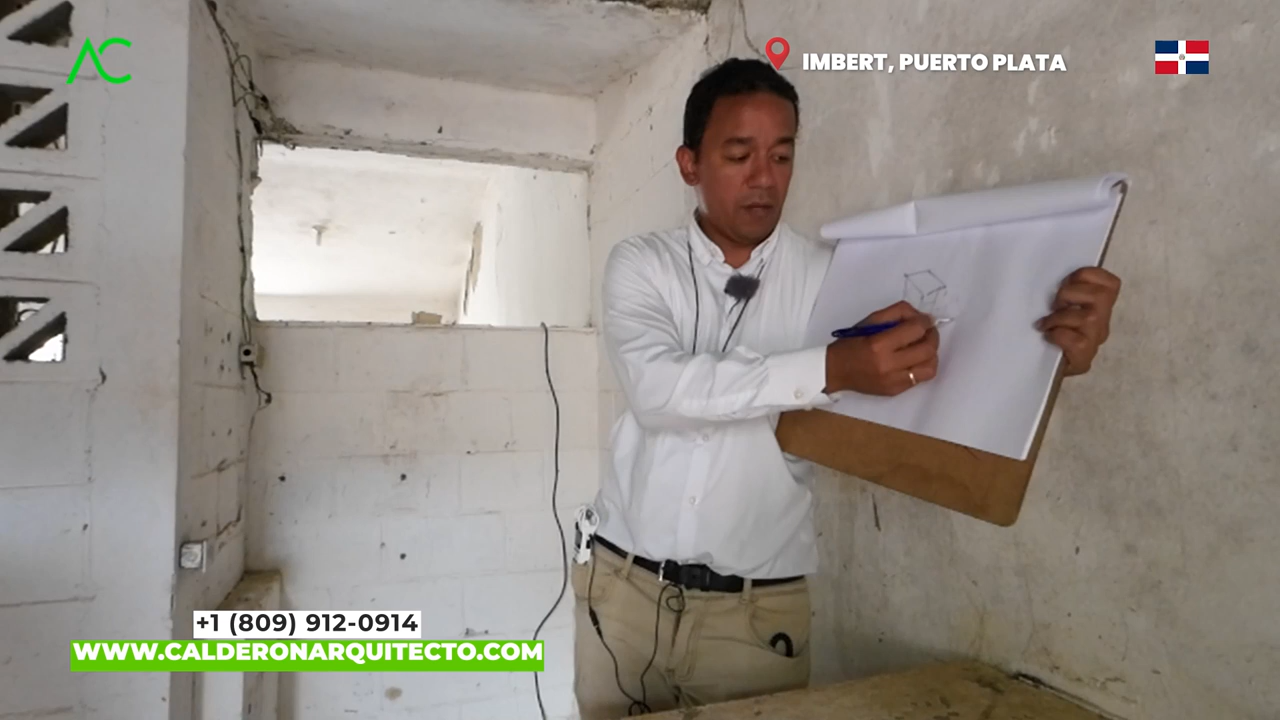 AC
IMBERT, PUERTO PLATA
+1 (809) 912-0914
WWW.CALDERONARQUITECTO.COM